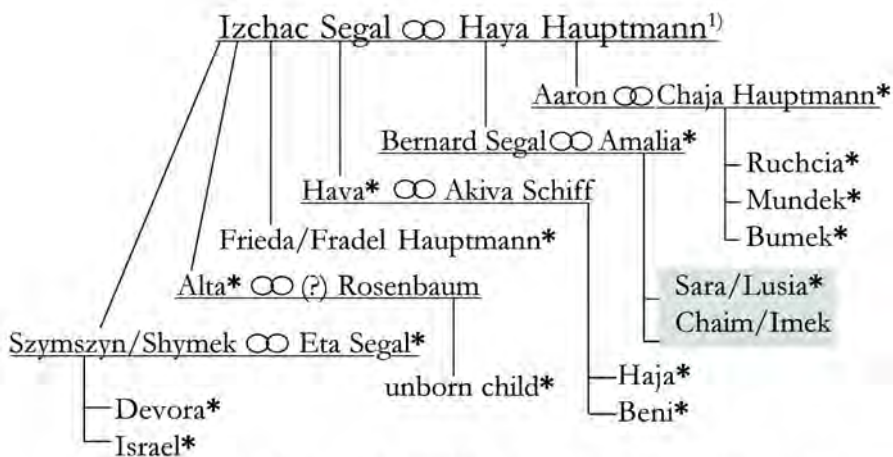 Izchac Segal ꝏ Haya Hauptmann¹⁾
Aaron ꝏ Chaja Hauptmann*
Bernard Segal ꝏ Amalia*
Ruchcia*
Hava* ꝏ Akiva Schiff
Mundek*
Frieda/Fradel Hauptmann*
Bumek*
Alta* ꝏ (?) Rosenbaum
Sara/Lusia*
Chaim/Imek
Szymszyn/Shymek ꝏ Eta Segal*
unborn child*
Haja*
Devora*
Beni*
Israel*